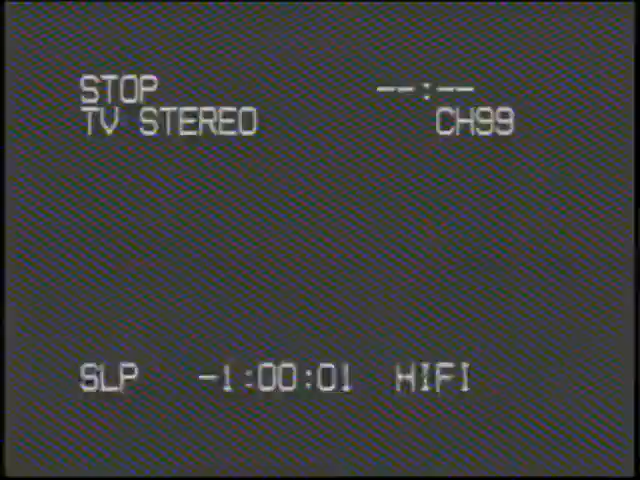 STOP --:--
TV STEREO CH99
SLP -1:00:01 HIFI